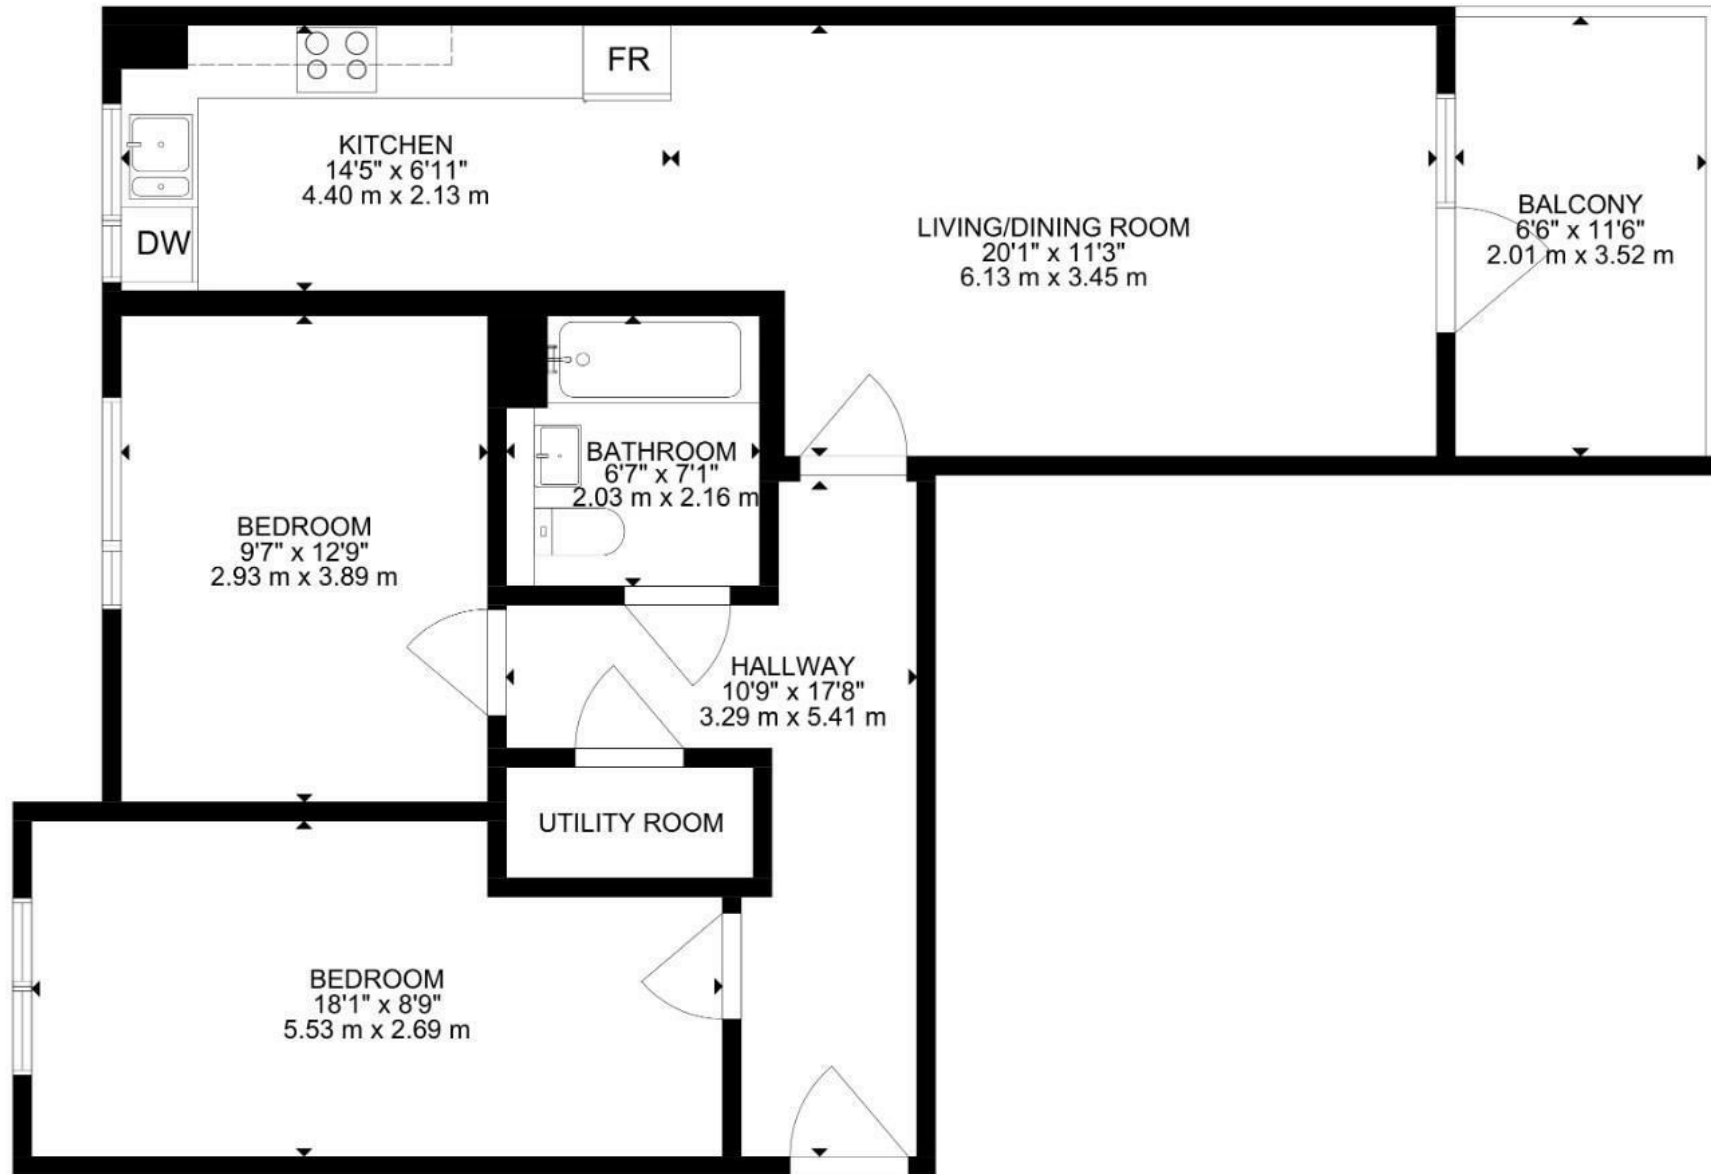 FR
KITCHEN
14'5" x 6'11"
4.40 m x 2.13 m
DW
LIVING/DINING ROOM
20'1" x 11'3"
6.13 m x 3.45 m
BALCONY
6'6" x 11'6"
2.01 m x 3.52 m
BATHROOM
6'7" x 7'1"
2.03 m x 2.16 m
BEDROOM
9'7" x 12'9"
2.93 m x 3.89 m
HALLWAY
10'9" x 17'8"
3.29 m x 5.41 m
UTILITY ROOM
BEDROOM
18'1" x 8'9"
5.53 m x 2.69 m